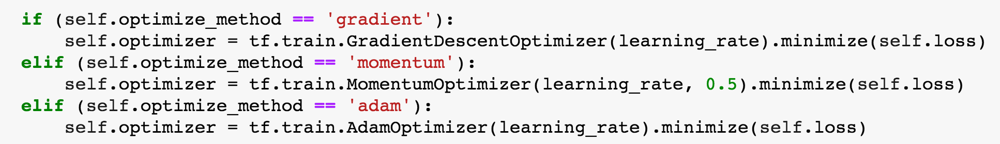 if (self.optimize_method == 'gradient'):
    self.optimizer = tf.train.GradientDescentOptimizer(learning_rate).minimize(self.loss)
elif (self.optimize_method == 'momentum'):
    self.optimizer = tf.train.MomentumOptimizer(learning_rate, 0.5).minimize(self.loss)
elif (self.optimize_method == 'adam'):
    self.optimizer = tf.train.AdamOptimizer(learning_rate).minimize(self.loss)